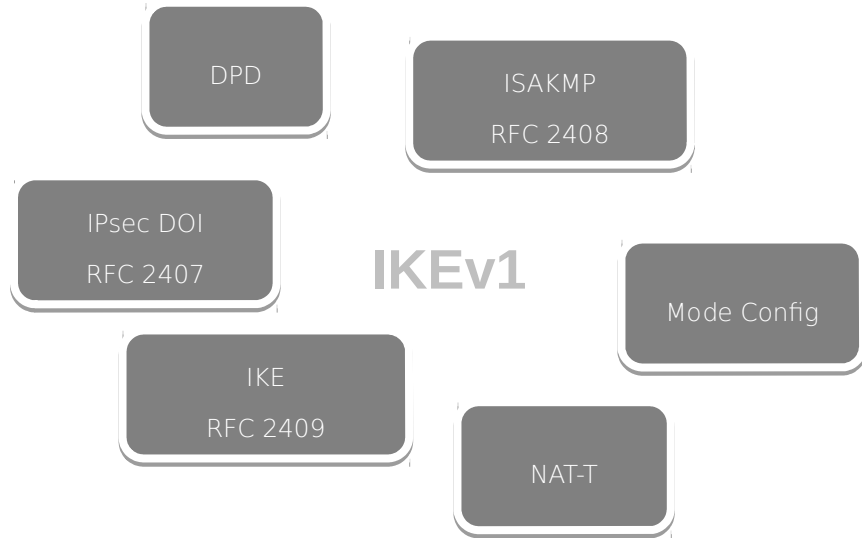 DPD
ISAKMP
RFC 2408
IPsec DOI
RFC 2407
IKEv1
Mode Config
IKE
RFC 2409
NAT-T